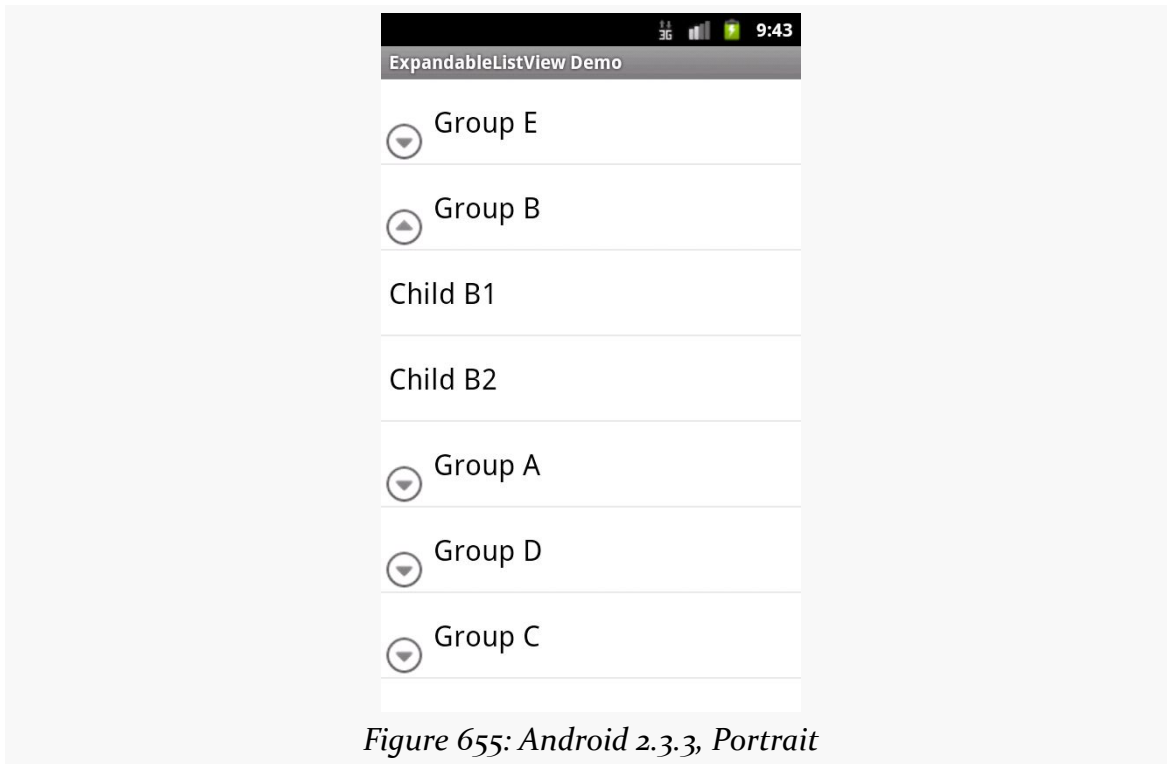 3G 9:43
ExpandableListView Demo
Group E
Group B
Child B1
Child B2
Group A
Group D
Group C
Figure 655: Android 2.3.3, Portrait